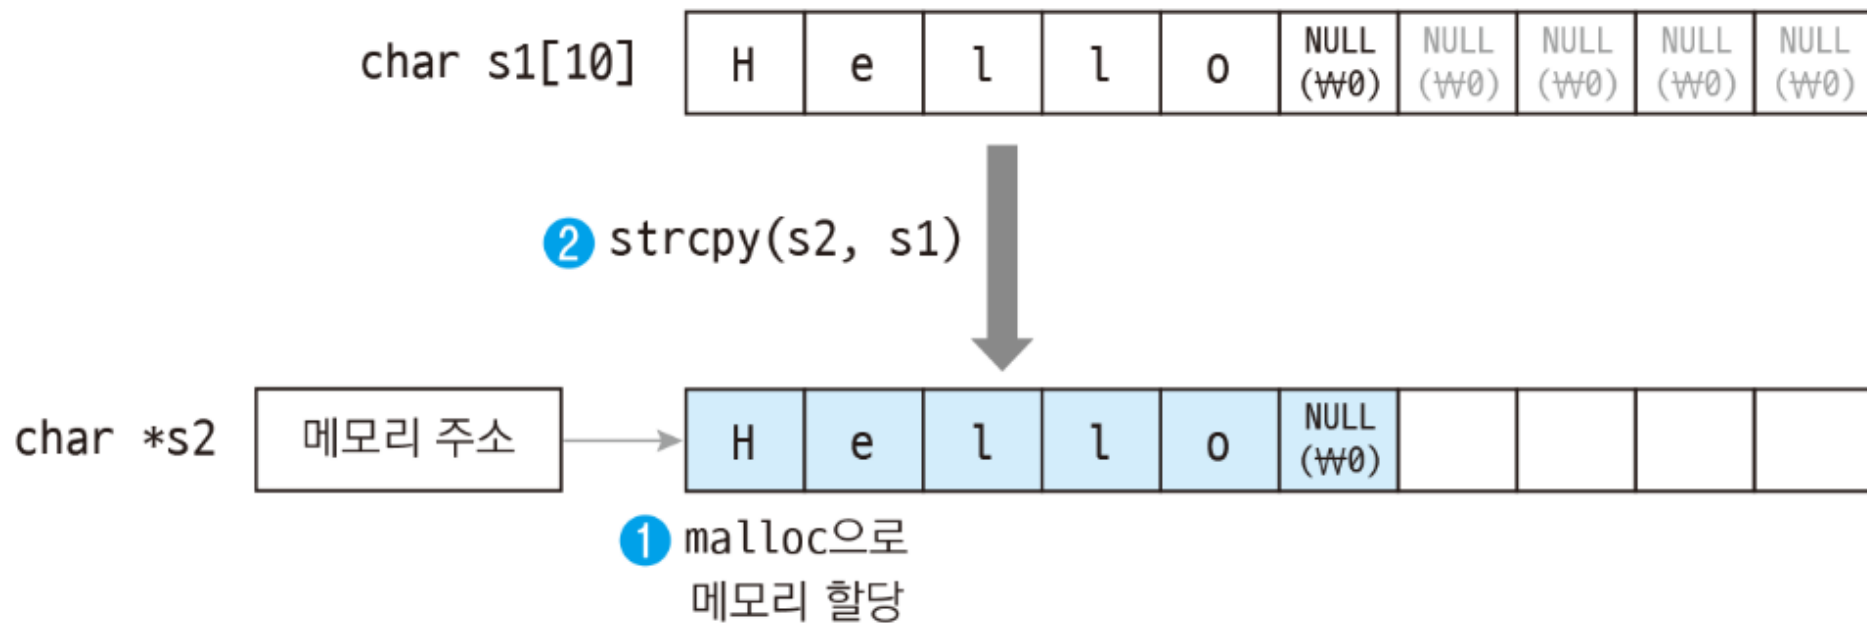 char s1[10] H e l l o NULL (₩0) NULL (₩0) NULL (₩0) NULL (₩0) NULL (₩0)
2 strcpy(s2, s1)
char *s2 메모리 주소 H e l l o NULL (₩0)
1 malloc으로
메모리 할당